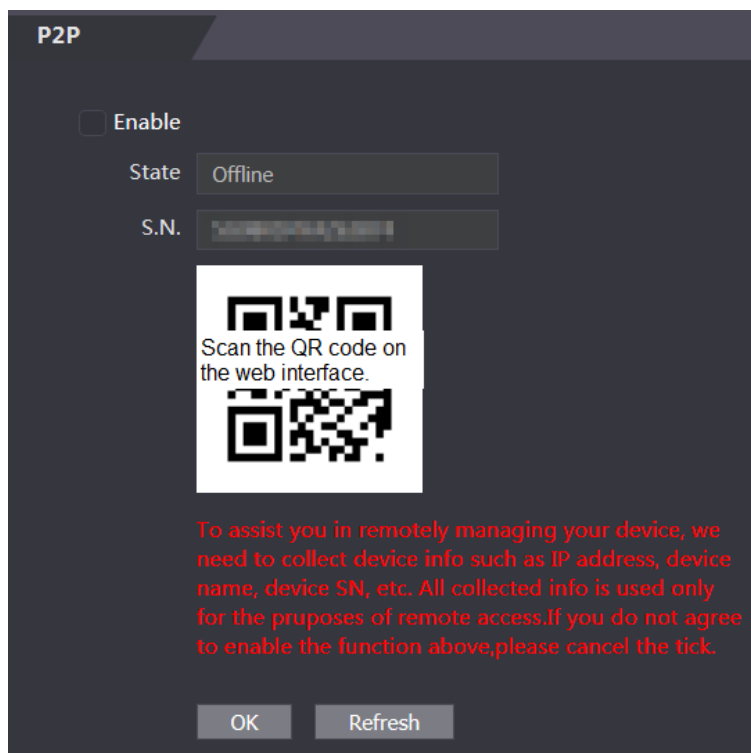 P2P
Enable
State Offline
S.N.
Scan the QR code on
the web interface.
To assist you in remotely managing your device, we
need to collect device info such as IP address, device
name, device SN, etc. All collected info is used only
for the pruposes of remote access.If you do not agree
to enable the function above,please cancel the tick.
OK Refresh